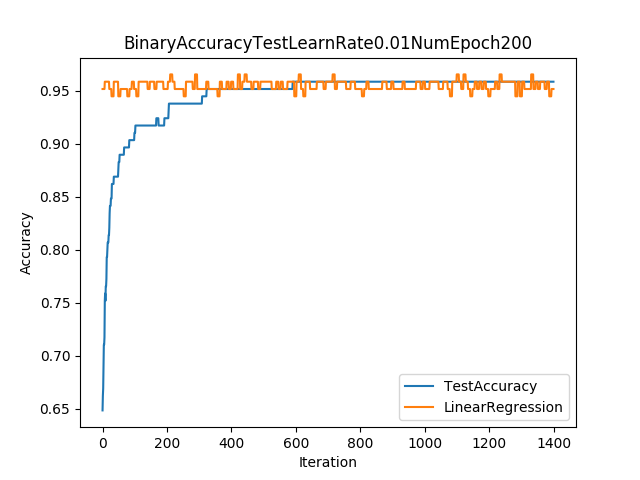 BinaryAccuracyTestLearnRate0.01NumEpoch200
0.95
0.90
0.85
0.80
0.75
0.70
0.65
Accuracy
TestAccuracy
LinearRegression
0 200 400 600 800 1000 1200 1400
Iteration